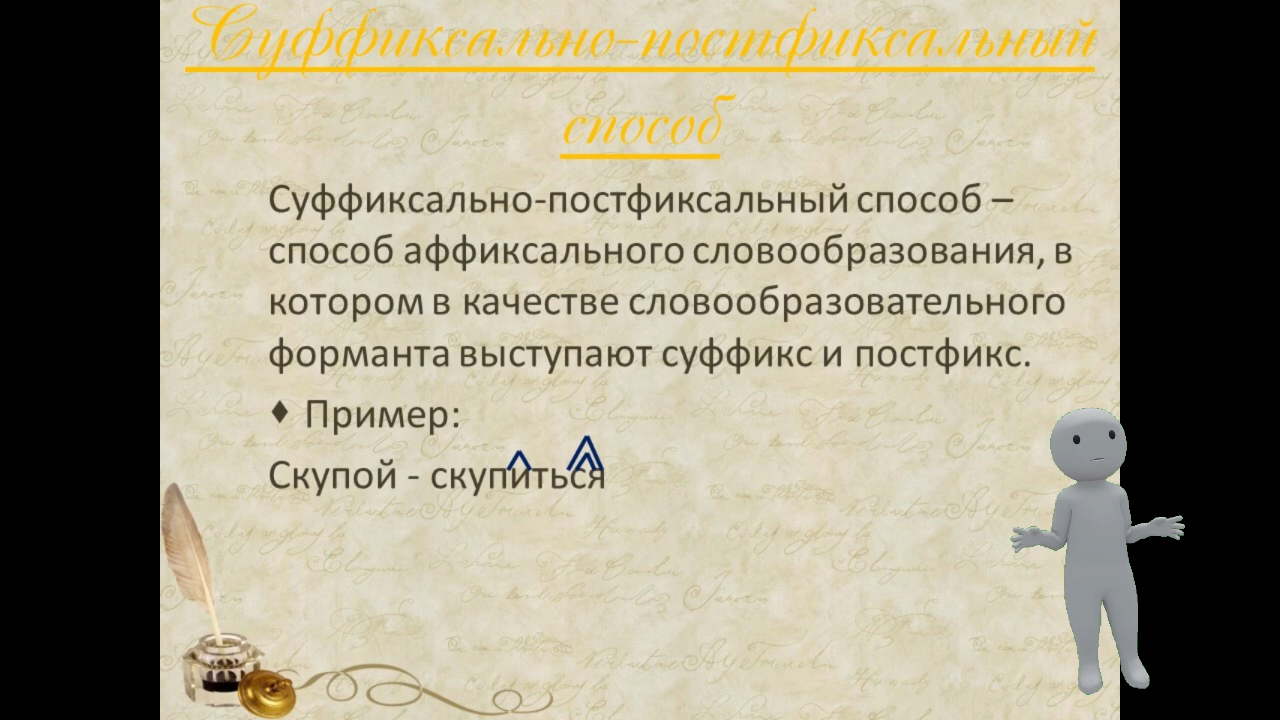 Суффиксально-постфиксальный
способ
Суффиксально-постфиксальный способ –
способ аффиксального словообразования, в
котором в качестве словообразовательного
форманта выступают суффикс и постфикс.
♦ Пример:
Скупой - скупиться